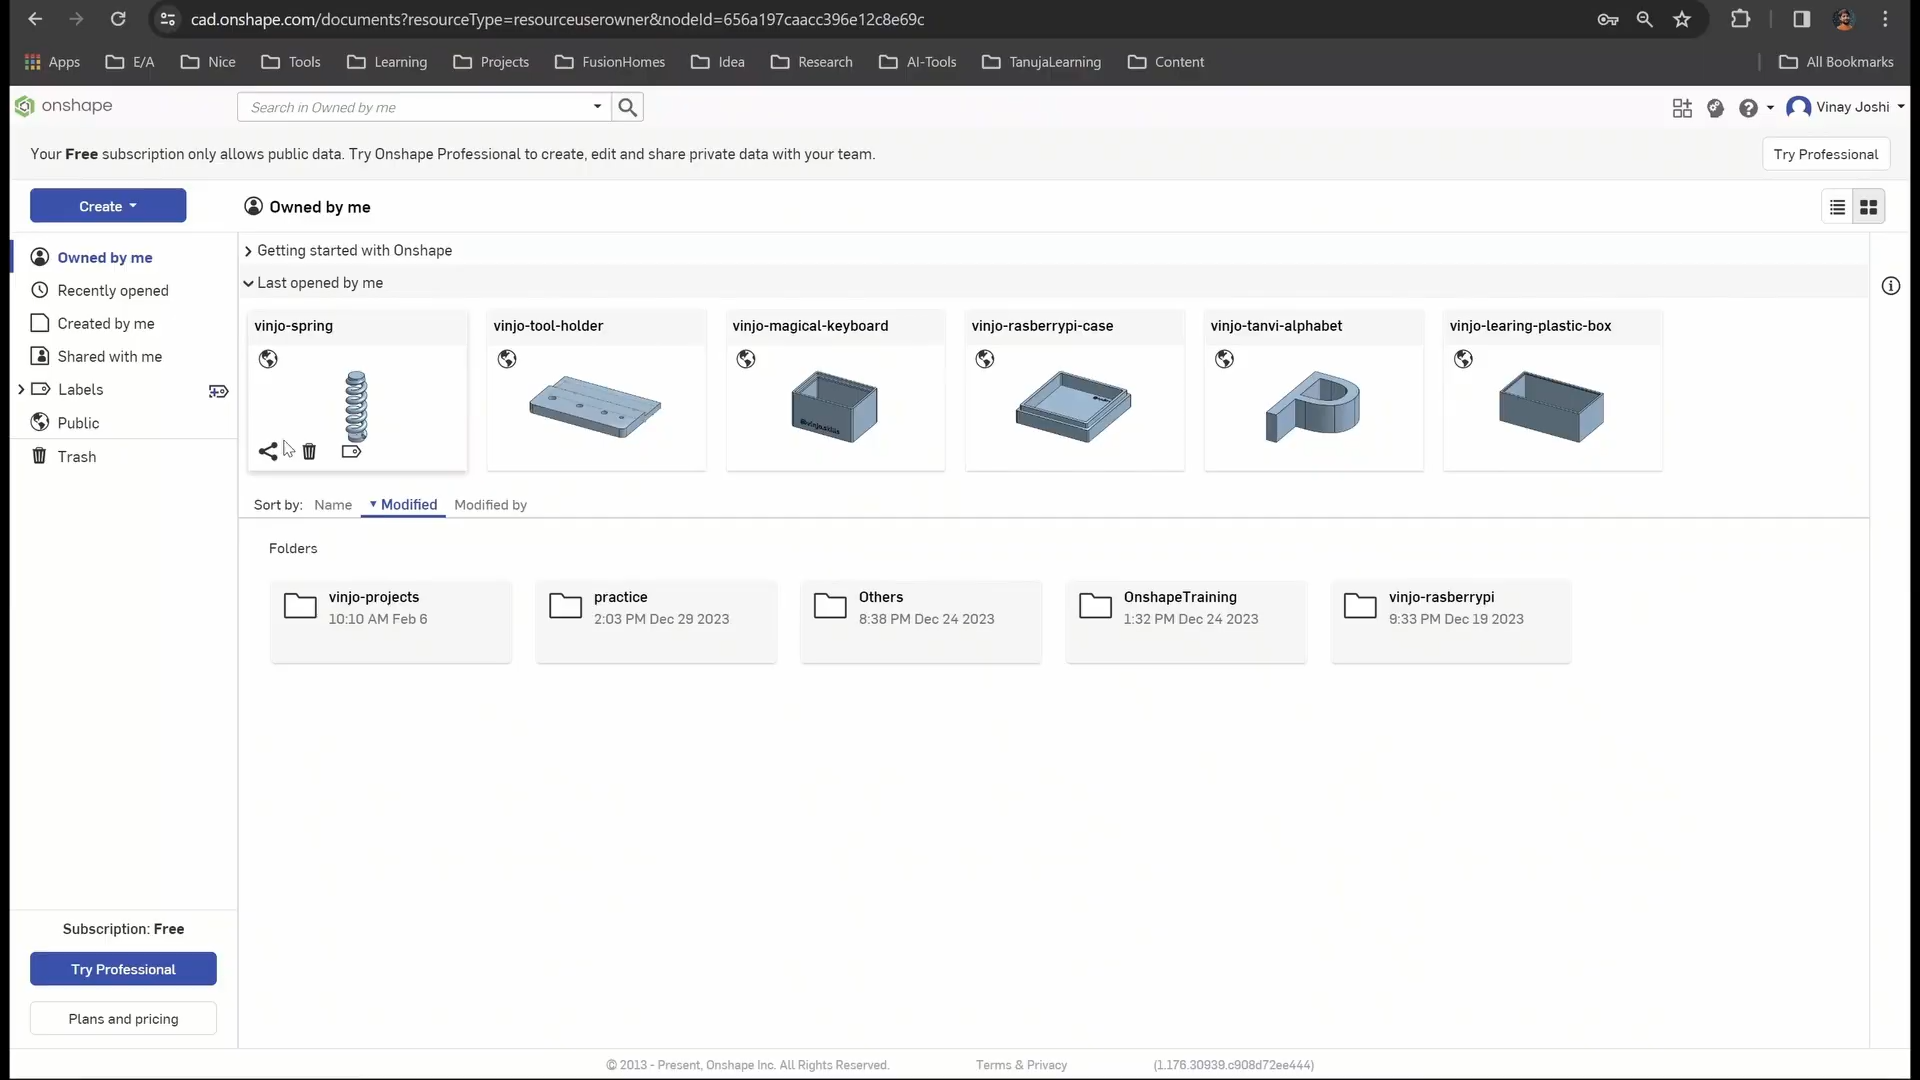 cad.onshape.com/documents?resourceType=resourceuserowner&nodeId=656a197caacc396e12c8e69c
Apps E/A Nice Tools Learning Projects FusionHomes Idea Research AI-Tools TanujaLearning Content All Bookmarks
onshape Search in Owned by me Vinay Joshi
Your Free subscription only allows public data. Try Onshape Professional to create, edit and share private data with your team. Try Professional
Create Owned by me
Owned by me
Recently opened
Created by me
Shared with me
Labels
Public
Trash
Getting started with Onshape
Last opened by me
vinjo-spring vinjo-tool-holder vinjo-magical-keyboard vinjo-rasberrypi-case vinjo-tanvi-alphabet vinjo-learing-plastic-box
Sort by: Name Modified Modified by
Folders
vinjo-projects practice Others OnshapeTraining vinjo-rasberrypi
10:10 AM Feb 6 2:03 PM Dec 29 2023 8:38 PM Dec 24 2023 1:32 PM Dec 24 2023 9:33 PM Dec 19 2023
Subscription: Free
Try Professional
Plans and pricing
© 2013 - Present, Onshape Inc. All Rights Reserved. Terms & Privacy (1.176.30939.c908d72ee444)